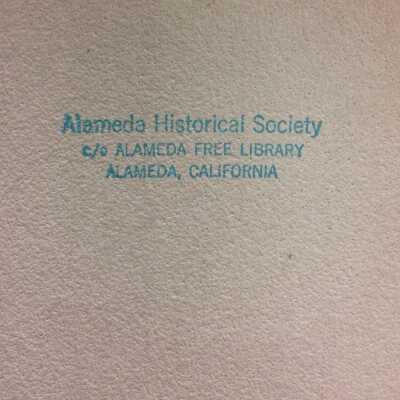 Alameda Historical Society
c/o ALAMEDA FREE LIBRARY
ALAMEDA, CALIFORNIA